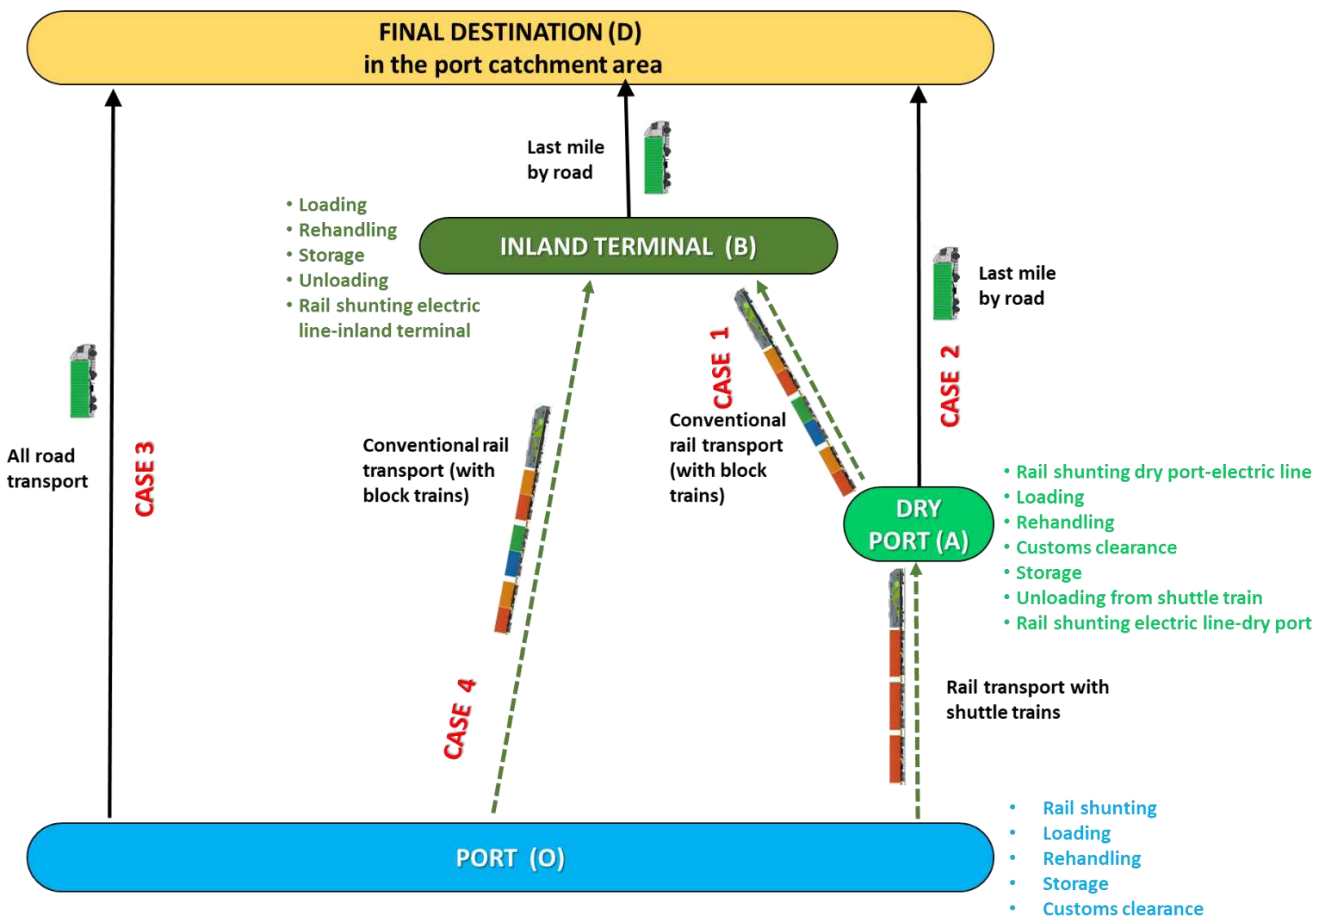 FINAL DESTINATION (D)
in the port catchment area
Last mile
by road
• Loading
• Rehandling
• Storage
• Unloading
• Rail shunting electric
line-inland terminal
INLAND TERMINAL (B)
Last mile
by road
CASE 1
CASE 2
All road
transport
CASE 3
Conventional rail
transport (with
block trains)
Conventional
rail transport
(with block
trains)
DRY
PORT (A)
• Rail shunting dry port-electric line
• Loading
• Rehandling
• Customs clearance
• Storage
• Unloading from shuttle train
• Rail shunting electric line-dry port
CASE 4
Rail transport with
shuttle trains
PORT (O)
• Rail shunting
• Loading
• Rehandling
• Storage
• Customs clearance